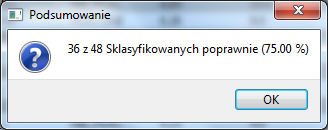 Podsumowanie
36 z 48 Sklasyfikowanych poprawnie (75.00 %)
OK